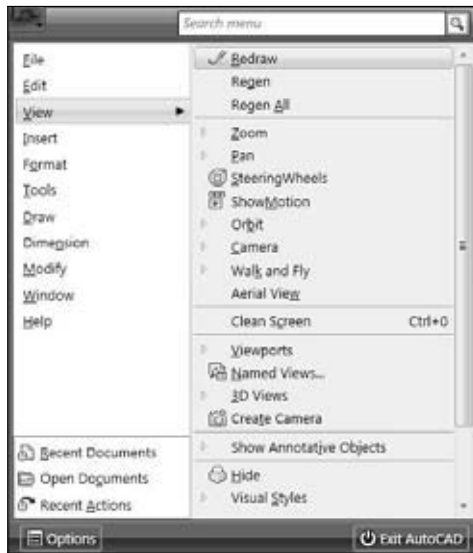 Search menu
File
Edit
View
Insert
Format
Tools
Draw
Dimension
Modify
Window
Help
Recent Documents
Open Documents
Recent Actions
Redraw
Regen
Regen All
Zoom
Pan
SteeringWheels
ShowMotion
Orbit
Camera
Walk and Fly
Aerial View
Clean Screen Ctrl+0
Viewports
Named Views...
3D Views
Create Camera
Show Annotative Objects
Hide
Visual Styles
Options
Exit AutoCAD